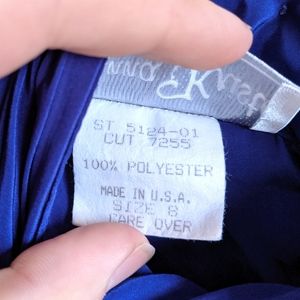 ST 5124-01
CUT 7255
100% POLYESTER
MADE IN U.S.A.
SIZE 8
CARE OVER